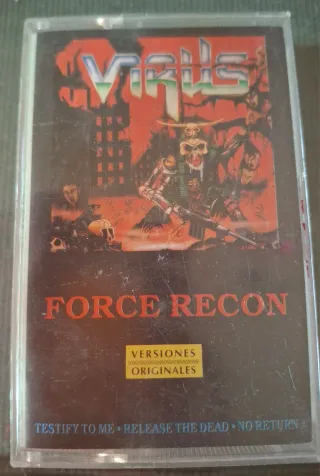 VIRUS
FORCE RECON
VERSIONES
ORIGINALES
TESTIFY TO ME • RELEASE THE DEAD • NO RETURN